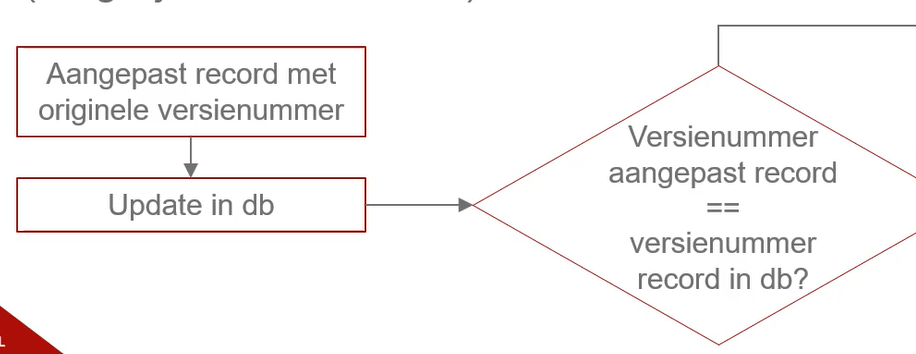 Aangepast record met
originele versienummer
Update in db
Versienummer
aangepast record
==
versienummer
record in db?